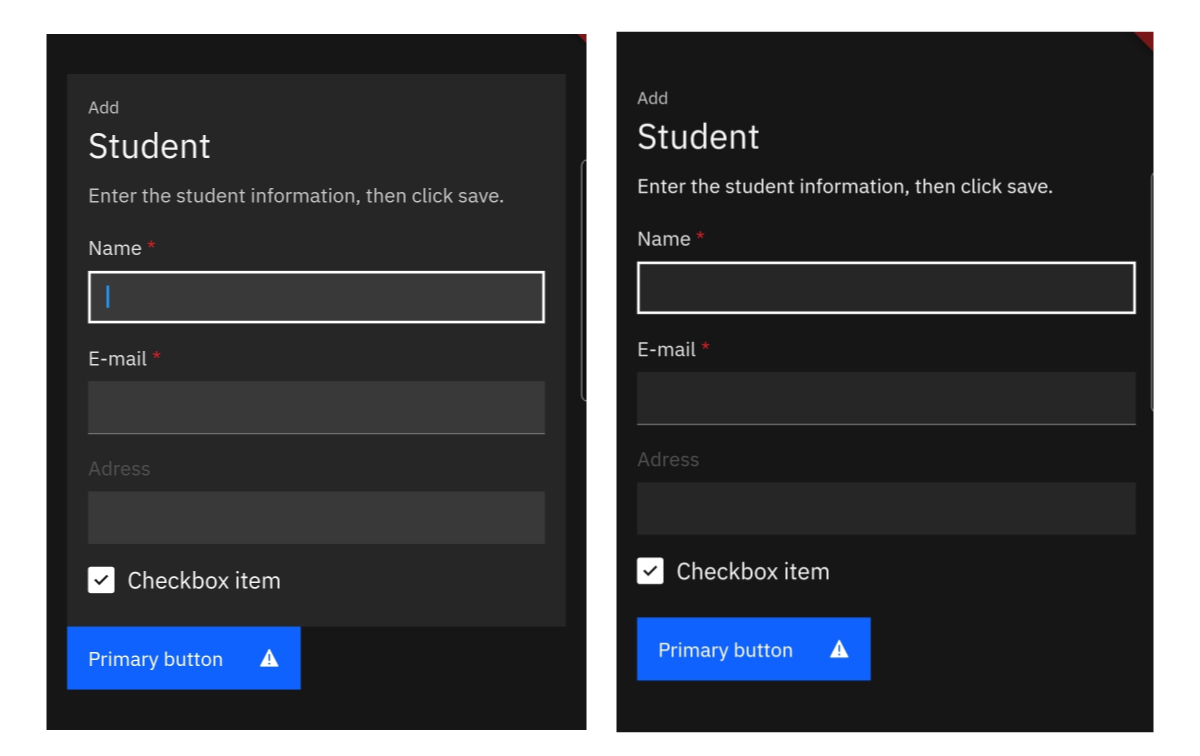 Add
Student
Enter the student information, then click save.
Name *
E-mail *
Adress
Checkbox item
Primary button
Add
Student
Enter the student information, then click save.
Name *
E-mail *
Adress
Checkbox item
Primary button